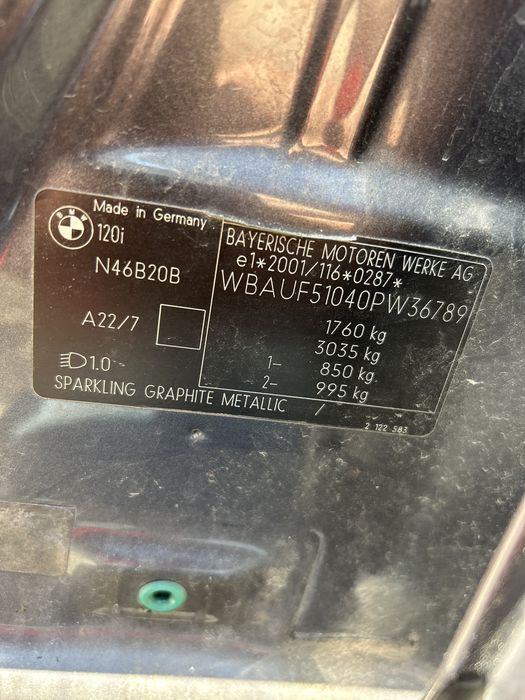 BMW
Made in Germany
120i
N46B20B
A22/7
1.0
SPARKLING GRAPHITE METALLIC /
BAYERISCHE MOTOREN WERKE AG
e1*2001/116*0287*
WBAUF51040PW36789
1760 kg
3035 kg
1- 850 kg
2- 995 kg
2 122 583